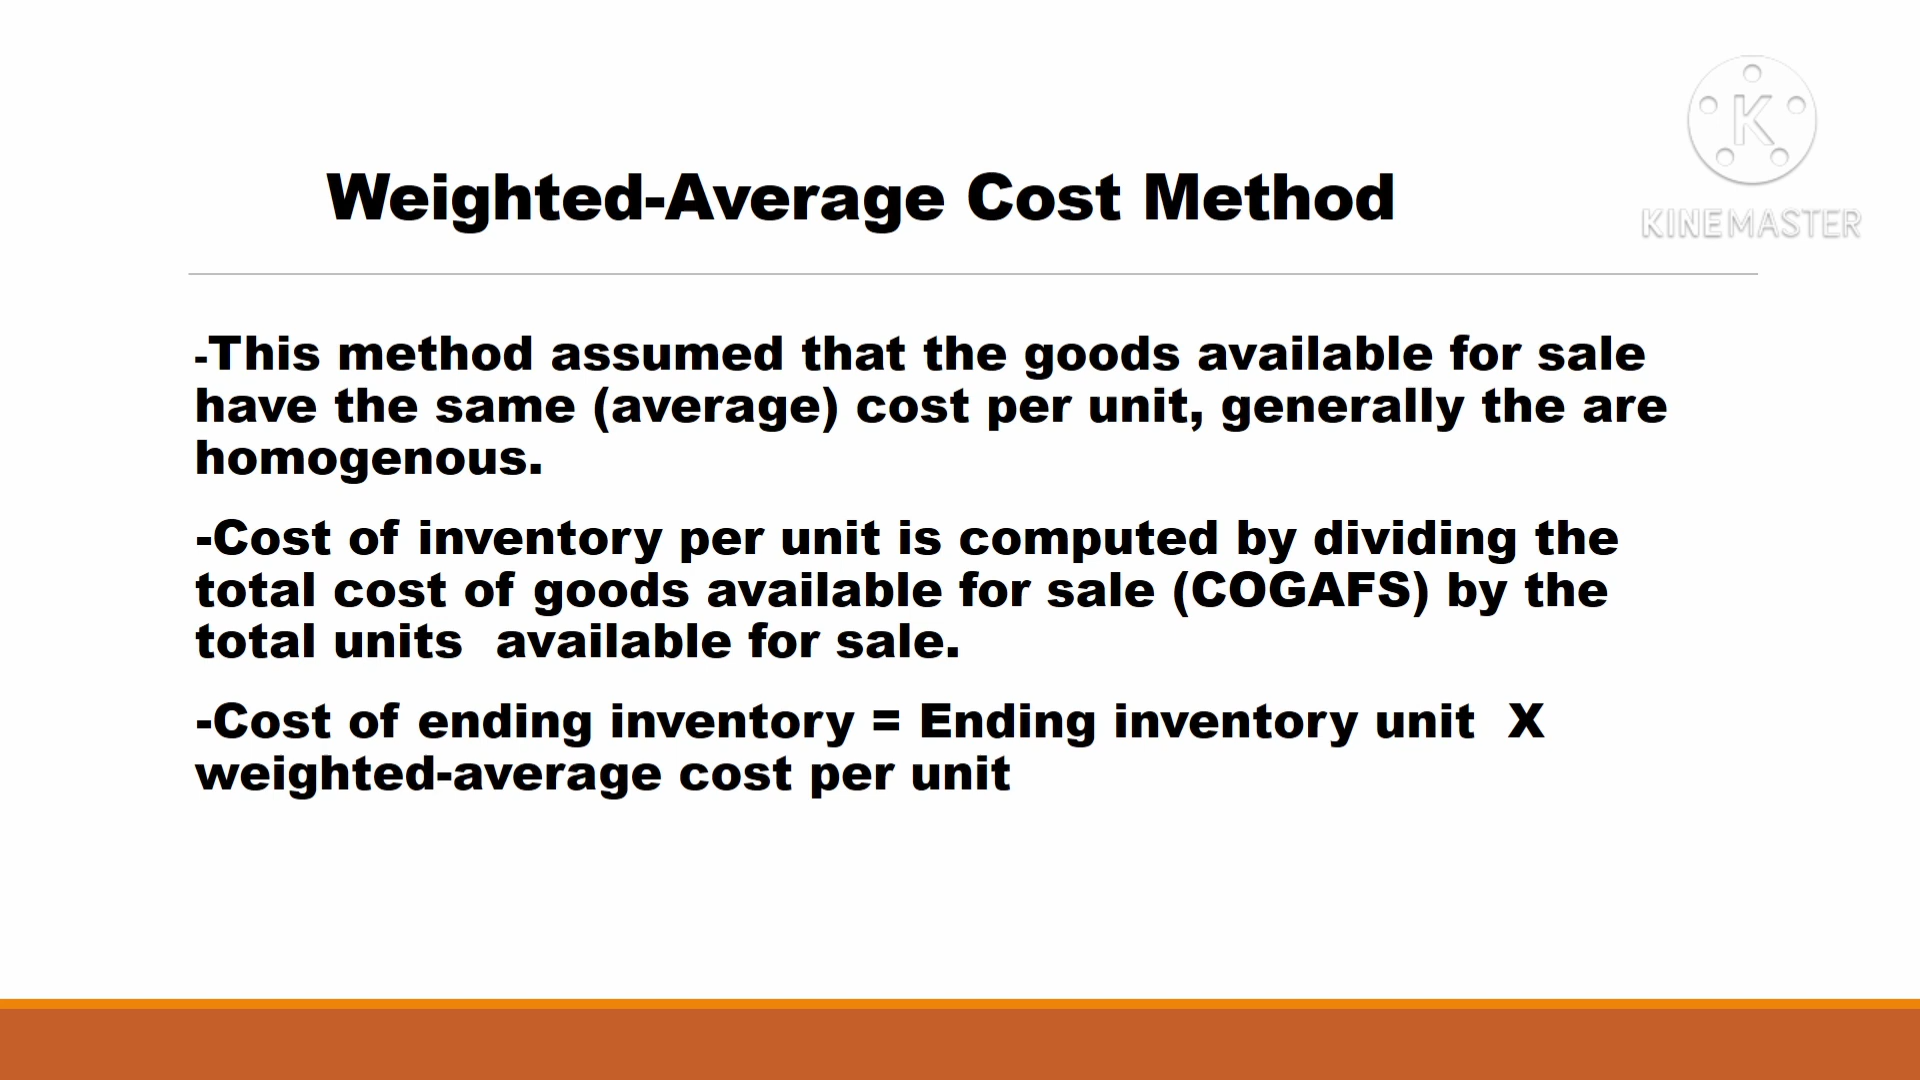 K
KINEMASTER
Weighted-Average Cost Method
-This method assumed that the goods available for sale
have the same (average) cost per unit, generally the are
homogenous.
-Cost of inventory per unit is computed by dividing the
total cost of goods available for sale (COGAFS) by the
total units  available for sale.
-Cost of ending inventory = Ending inventory unit  X
weighted-average cost per unit